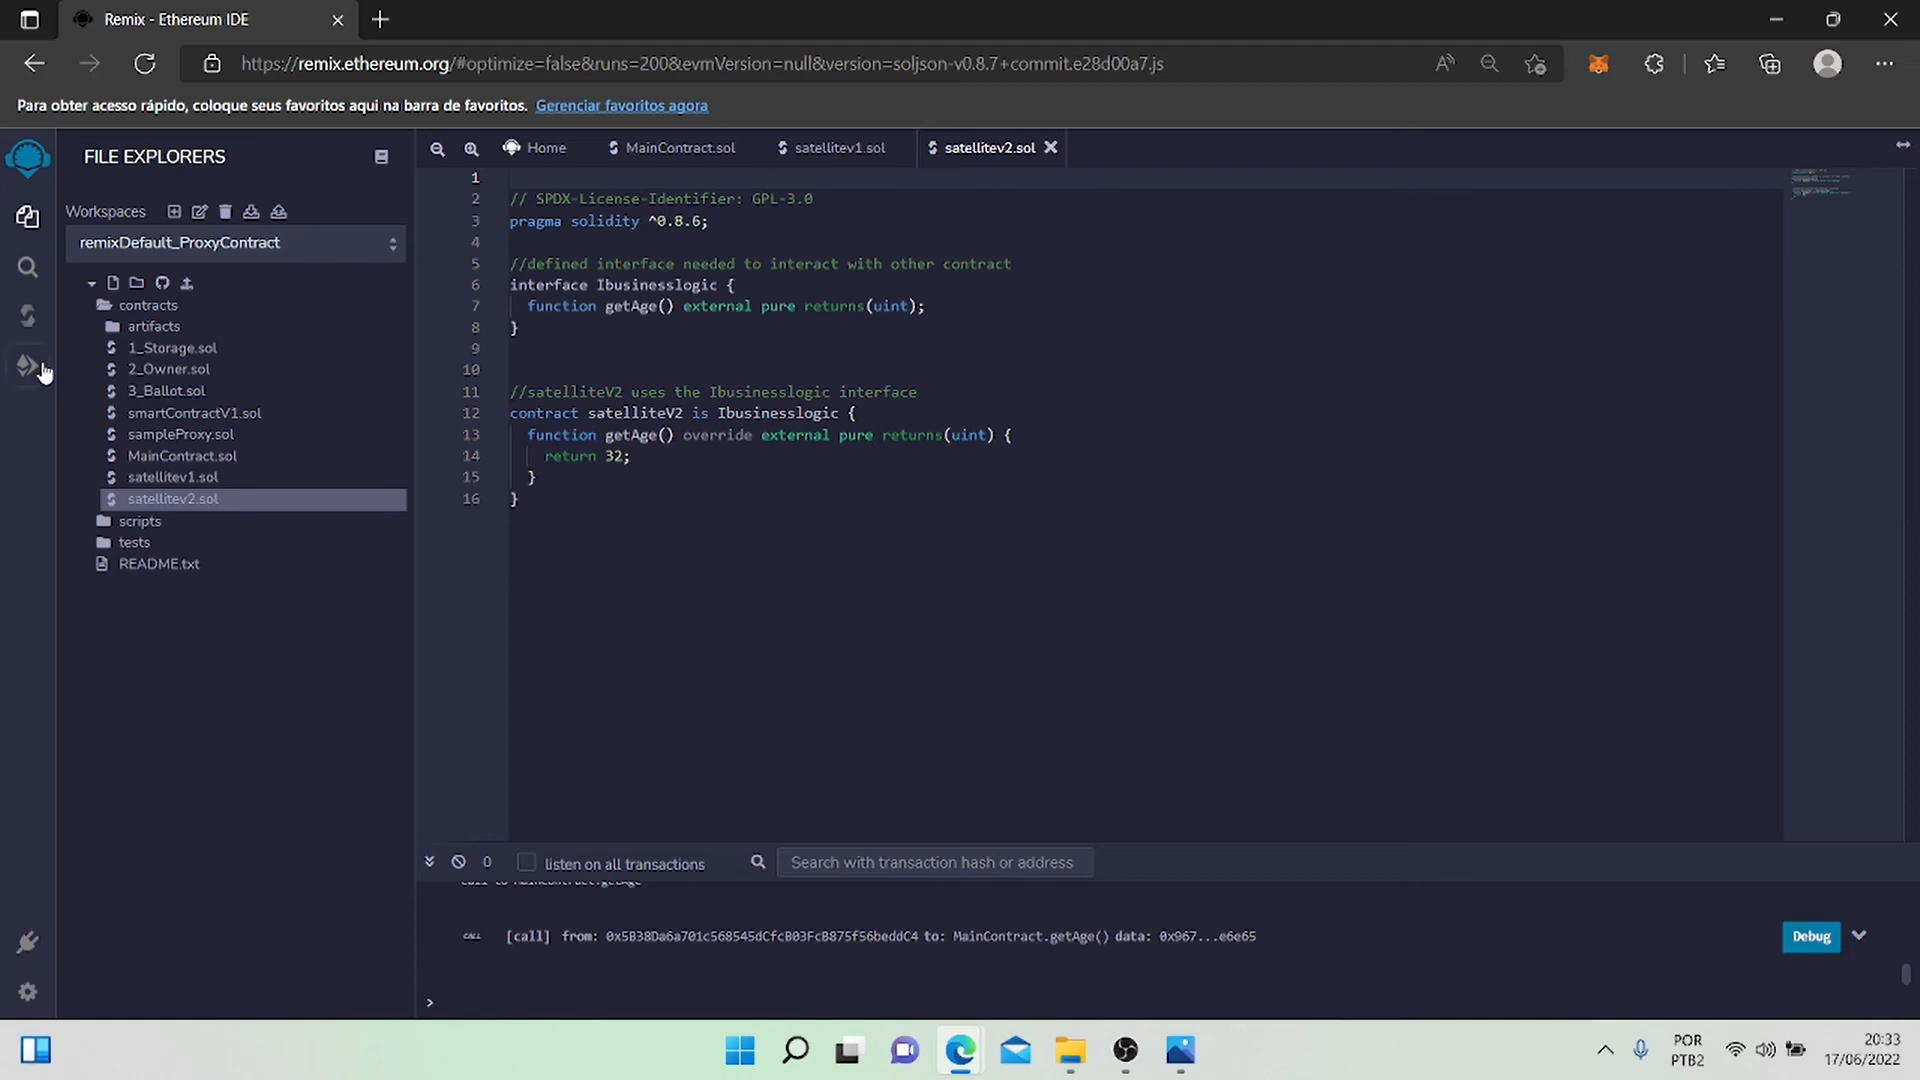 Remix - Ethereum IDE
https://remix.ethereum.org/#optimize=false&runs=200&evmVersion=null&version=soljson-v0.8.7+commit.e28d00a7.js
Para obter acesso rápido, coloque seus favoritos aqui na barra de favoritos. Gerenciar favoritos agora
FILE EXPLORERS
Workspaces
remixDefault_ProxyContract
contracts
artifacts
1_Storage.sol
2_Owner.sol
3_Ballot.sol
smartContractV1.sol
sampleProxy.sol
MainContract.sol
satellitev1.sol
satellitev2.sol
scripts
tests
README.txt
Home
MainContract.sol
satellitev1.sol
satellitev2.sol
1
2 // SPDX-License-Identifier: GPL-3.0
3 pragma solidity ^0.8.6;
4
5 //defined interface needed to interact with other contract
6 interface Ibusinesslogic {
7 function getAge() external pure returns(uint);
8 }
9
10
11 //satelliteV2 uses the Ibusinesslogic interface
12 contract satelliteV2 is Ibusinesslogic {
13 function getAge() override external pure returns(uint) {
14 return 32;
15 }
16 }
0
listen on all transactions
Search with transaction hash or address
call to MainContract.getAge
CALL [call] from: 0x5B38Da6a701c568545dCfcB03FcB875f56beddC4 to: MainContract.getAge() data: 0x967...e6e65
Debug
>
POR
PTB2
20:33
17/06/2022